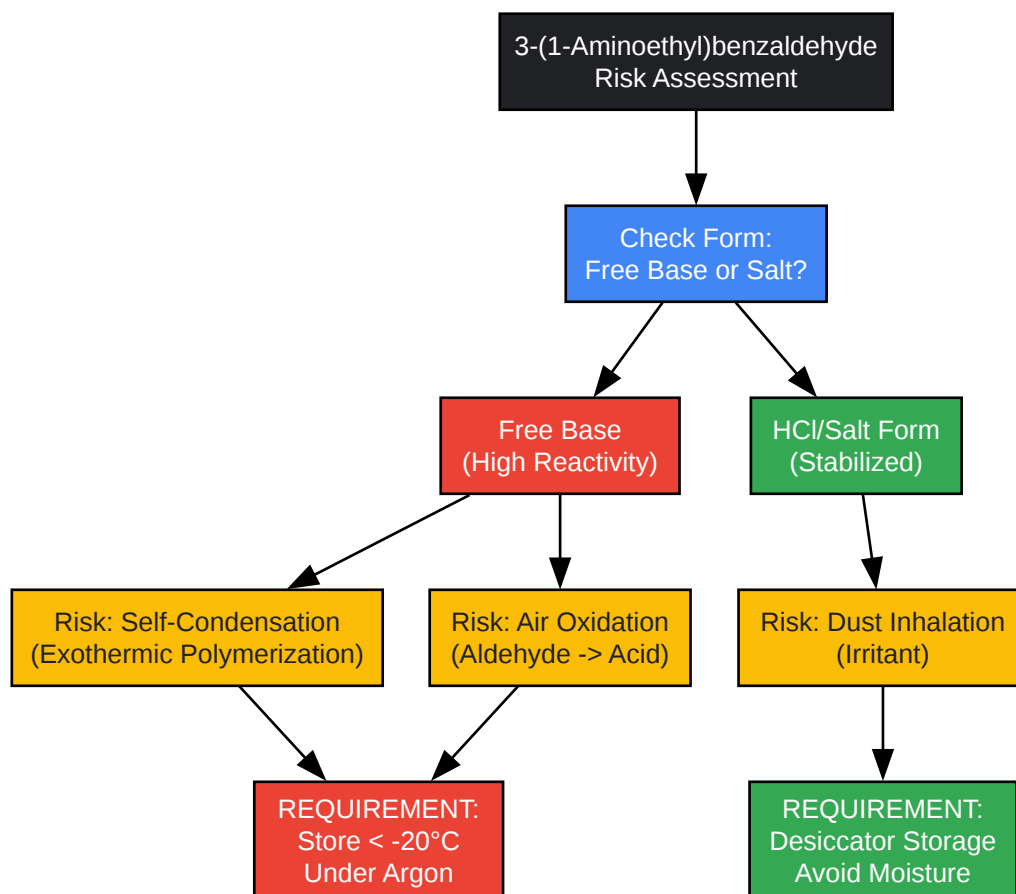 3-(1-Aminoethyl)benzaldehyde
Risk Assessment
Check Form:
Free Base or Salt?
Free Base
(High Reactivity)
HCl/Salt Form
(Stabilized)
Risk: Self-Condensation
(Exothermic Polymerization)
Risk: Air Oxidation
(Aldehyde -> Acid)
Risk: Dust Inhalation
(Irritant)
REQUIREMENT:
Store < -20°C
Under Argon
REQUIREMENT:
Desiccator Storage
Avoid Moisture